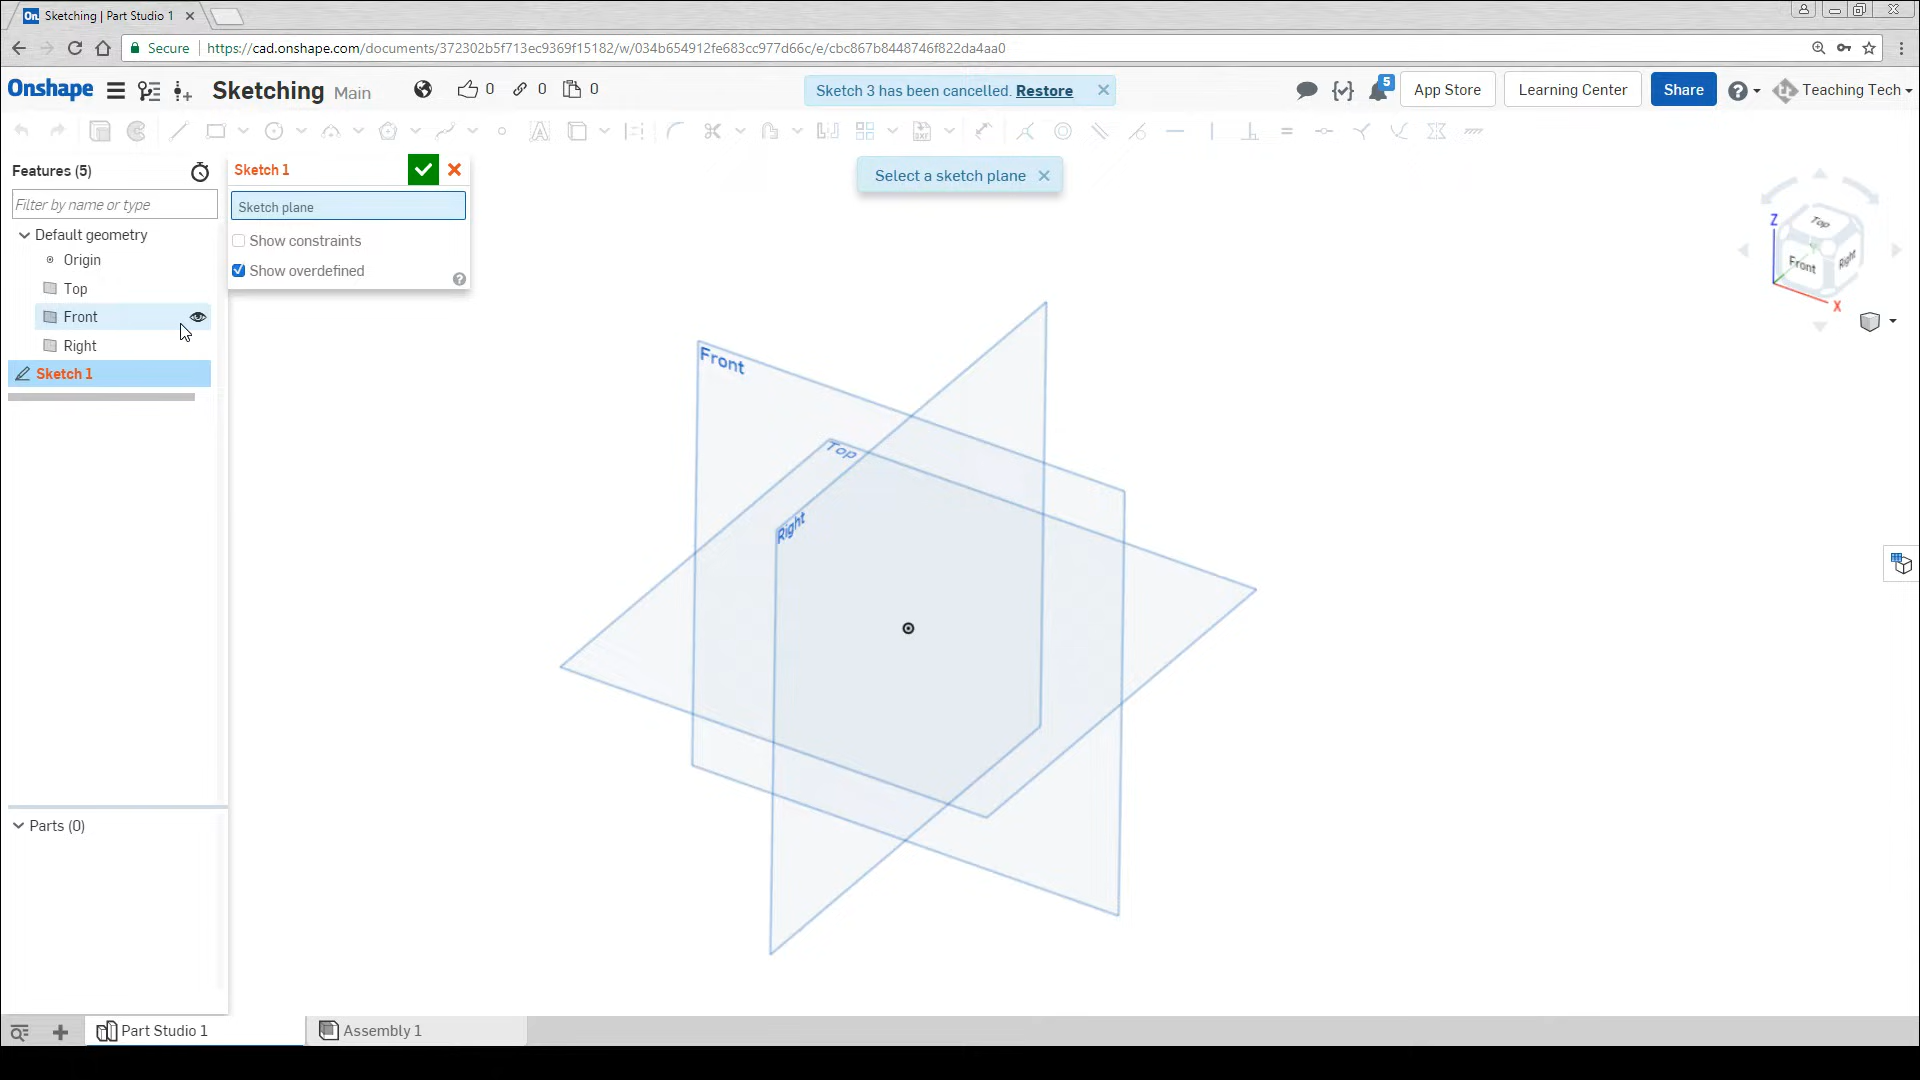 Sketching | Part Studio 1
Secure
https://cad.onshape.com/documents/372302b5f713ec9369f15182/w/034b654912fe683cc977d66c/e/cbc867b8448746f822da4aa0
Onshape
Sketching Main
0
0
0
Sketch 3 has been cancelled. Restore
5
App Store
Learning Center
Share
Teaching Tech
Features (5)
Sketch 1
Select a sketch plane
Filter by name or type
Sketch plane
Default geometry
Show constraints
Origin
Show overdefined
Top
Front
Right
Sketch 1
Front
Top
Right
Z
Top
Front
Right
X
Parts (0)
Part Studio 1
Assembly 1